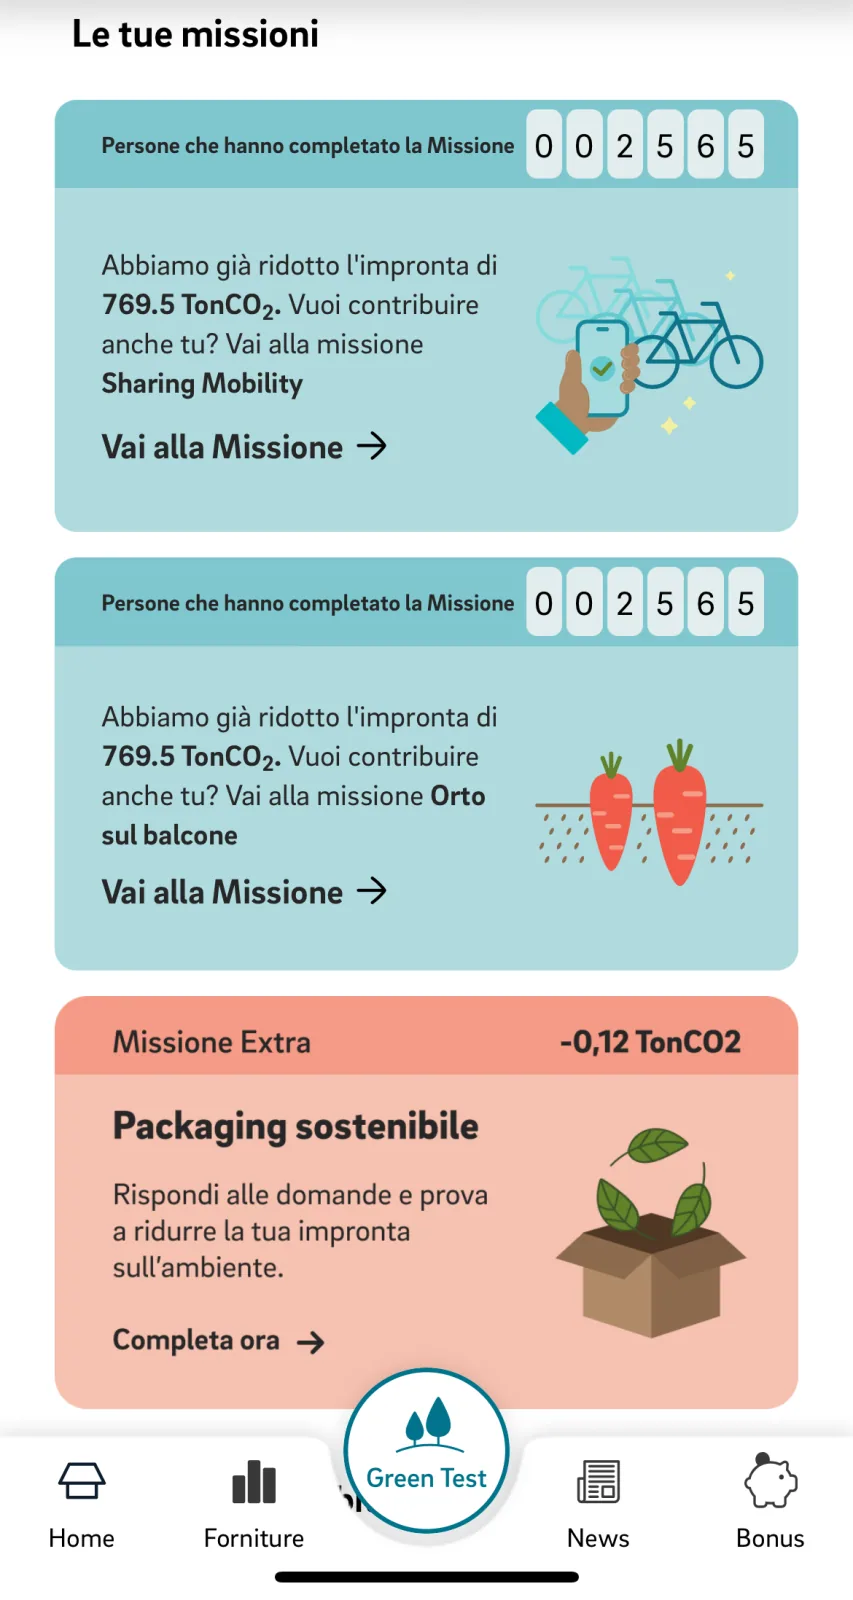 Le tue missioni
Persone che hanno completato la Missione 0 0 2 5 6 5
Abbiamo già ridotto l'impronta di
769.5 TonCO₂. Vuoi contribuire
anche tu? Vai alla missione
Sharing Mobility
Vai alla Missione →
Persone che hanno completato la Missione 0 0 2 5 6 5
Abbiamo già ridotto l'impronta di
769.5 TonCO₂. Vuoi contribuire
anche tu? Vai alla missione Orto
sul balcone
Vai alla Missione →
Missione Extra -0,12 TonCO2
Packaging sostenibile
Rispondi alle domande e prova
a ridurre la tua impronta
sull’ambiente.
Completa ora →
Green Test
Home Forniture News Bonus